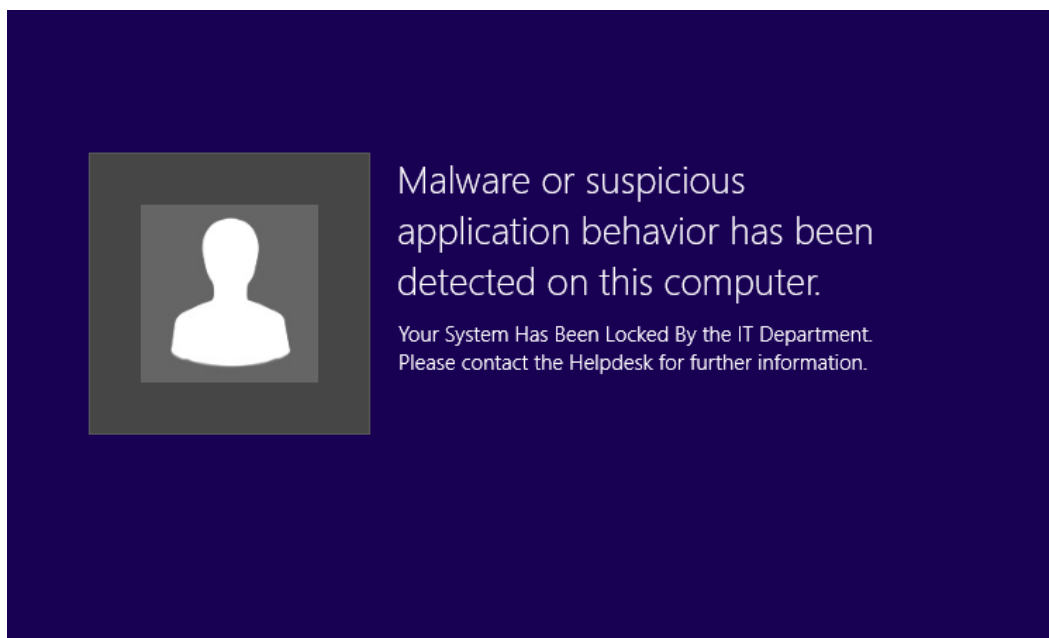 Malware or suspicious
application behavior has been
detected on this computer.
Your System Has Been Locked By the IT Department.
Please contact the Helpdesk for further information.